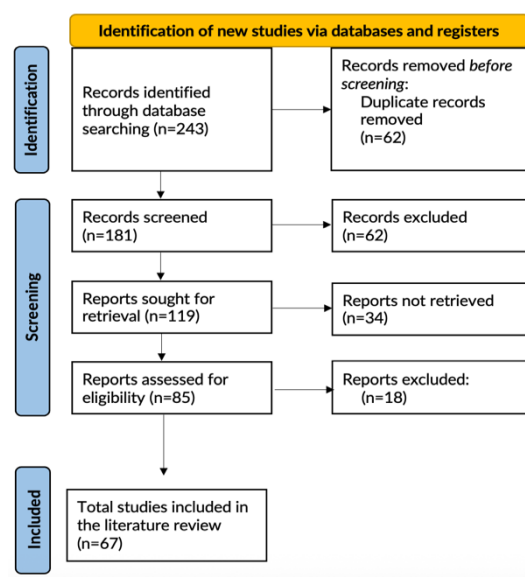 Identification of new studies via databases and registers
Identification
Records identified
through database
searching (n=243)
Records removed before
screening:
Duplicate records
removed
(n=62)
Screening
Records screened
(n=181)
Records excluded
(n=62)
Reports sought for
retrieval (n=119)
Reports not retrieved
(n=34)
Reports assessed for
eligibility (n=85)
Reports excluded:
(n=18)
Included
Total studies included in
the literature review
(n=67)